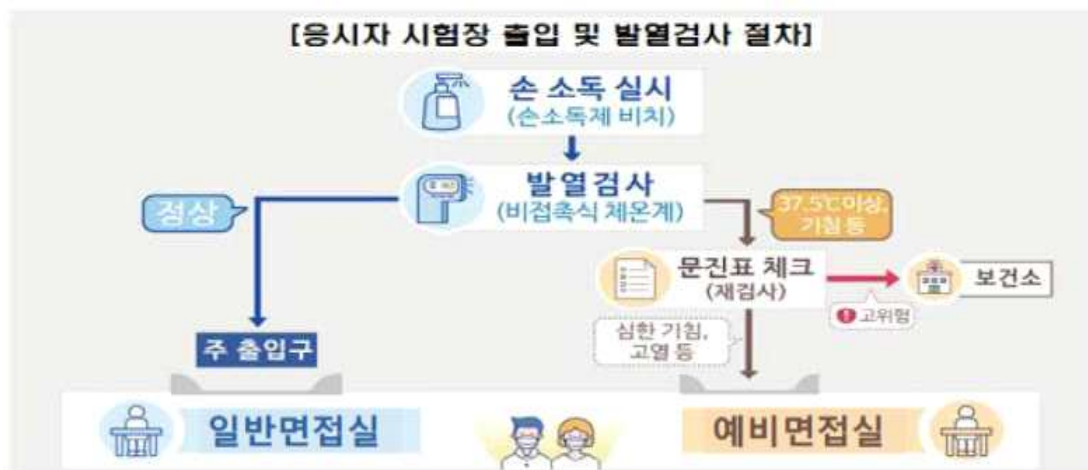 [응시자 시험장 출입 및 발열검사 절차]
손 소독 실시
(손소독제 비치)
발열검사
(비접촉식 체온계)
정상
37.5℃이상,
기침 등
문진표 체크
(재검사)
보건소
고위험
심한 기침,
고열 등
주 출입구
일반면접실
예비면접실